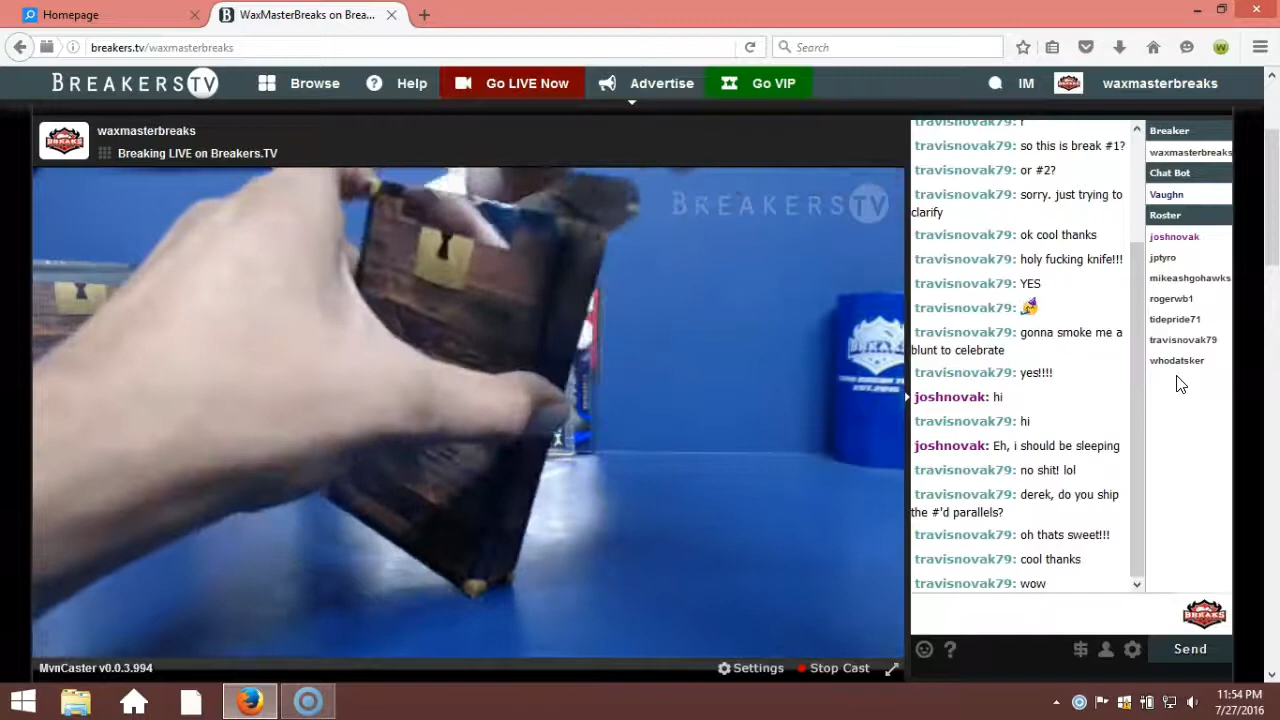 Homepage
WaxMasterBreaks on Brea...
breakers.tv/waxmasterbreaks
Search
BREAKERSTV
Browse
Help
Go LIVE Now
Advertise
Go VIP
IM
waxmasterbreaks
waxmasterbreaks
Breaking LIVE on Breakers.TV
BREAKERSTV
BREAKS
travisnovak79: r
travisnovak79: so this is break #1?
travisnovak79: or #2?
travisnovak79: sorry. just trying to
clarify
travisnovak79: ok cool thanks
travisnovak79: holy fucking knife!!!
travisnovak79: YES
travisnovak79:
travisnovak79: gonna smoke me a
blunt to celebrate
travisnovak79: yes!!!!
joshnovak: hi
travisnovak79: hi
joshnovak: Eh, i should be sleeping
travisnovak79: no shit! lol
travisnovak79: derek, do you ship
the #'d parallels?
travisnovak79: oh thats sweet!!!
travisnovak79: cool thanks
travisnovak79: wow
Breaker
waxmasterbreaks
Chat Bot
Vaughn
Roster
joshnovak
jptyro
mikeashgohawks
rogerwb1
tidepride71
travisnovak79
whodatsker
BREAKS
Send
MvnCaster v0.0.3.994
Settings
Stop Cast
11:54 PM
7/27/2016